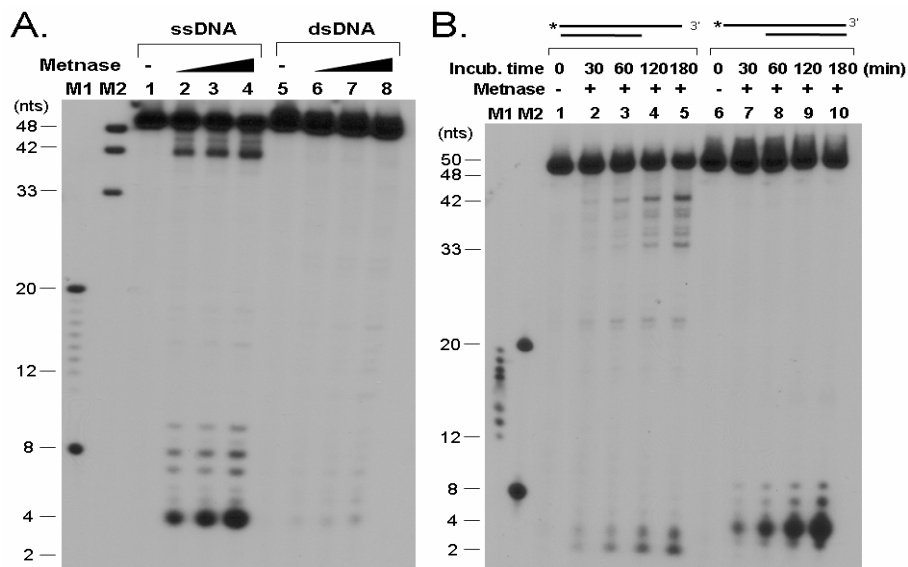 A.
ssDNA dsDNA
Metnase - -
M1 M2 1 2 3 4 5 6 7 8
(nts)
48
42
33
20
12
8
4
2
B.
* 3' * 3'
Incub. time 0 30 60 120 180 0 30 60 120 180 (min)
Metnase - + + + + - + + + +
M1 M2 1 2 3 4 5 6 7 8 9 10
(nts)
50
48
42
33
20
12
8
4
2